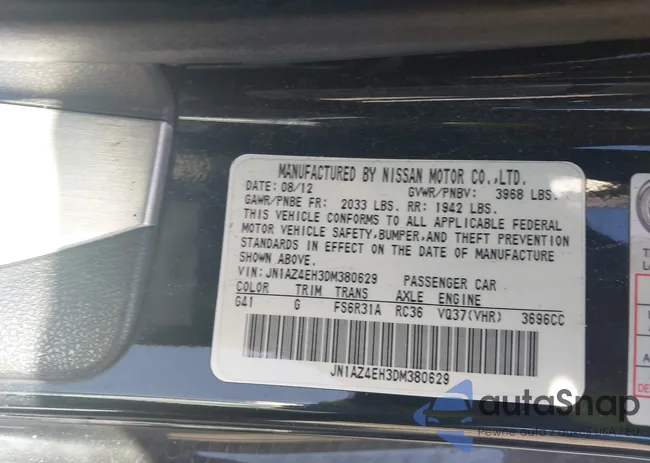 MANUFACTURED BY NISSAN MOTOR CO.,LTD.
DATE: 08/12 GVWR/PNBV: 3968 LBS.
GAWR/PNBE FR: 2033 LBS. RR: 1942 LBS.
THIS VEHICLE CONFORMS TO ALL APPLICABLE FEDERAL
MOTOR VEHICLE SAFETY,BUMPER,AND THEFT PREVENTION
STANDARDS IN EFFECT ON THE DATE OF MANUFACTURE
SHOWN ABOVE.
VIN: JN1AZ4EH3DM380629 PASSENGER CAR
COLOR TRIM TRANS AXLE ENGINE
G41 G FS6R31A RC36 VQ37(VHR) 3696CC
JN1AZ4EH3DM380629
autoSnap
Pewne auto z